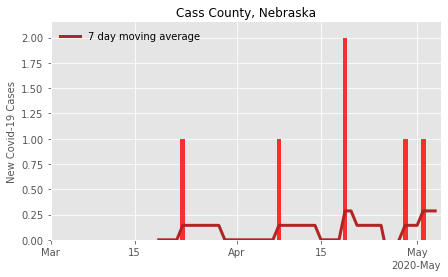 Cass County, Nebraska
7 day moving average
New Covid-19 Cases
2.00
1.75
1.50
1.25
1.00
0.75
0.50
0.25
0.00
Mar
15
Apr
15
May
2020-May